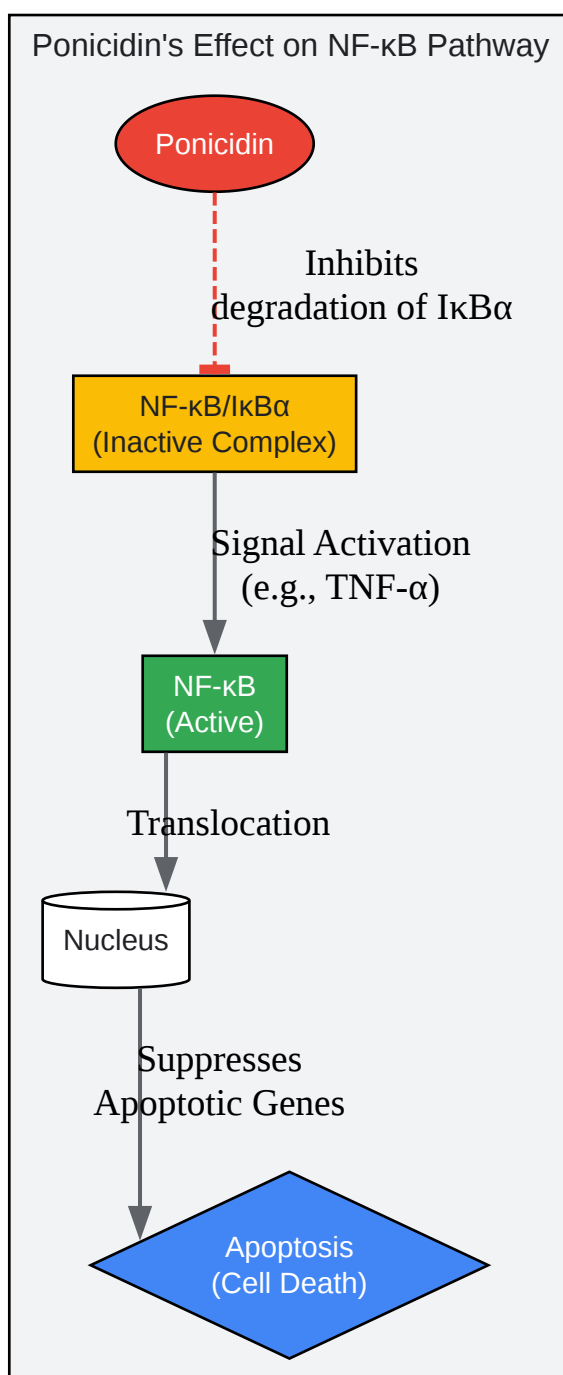 Ponicidin's Effect on NF-κB Pathway
Ponicidin
Inhibits
degradation of IκBα
NF-κB/IκBα
(Inactive Complex)
Signal Activation
(e.g., TNF-α)
NF-κB
(Active)
Translocation
Nucleus
Suppresses
Apoptotic Genes
Apoptosis
(Cell Death)